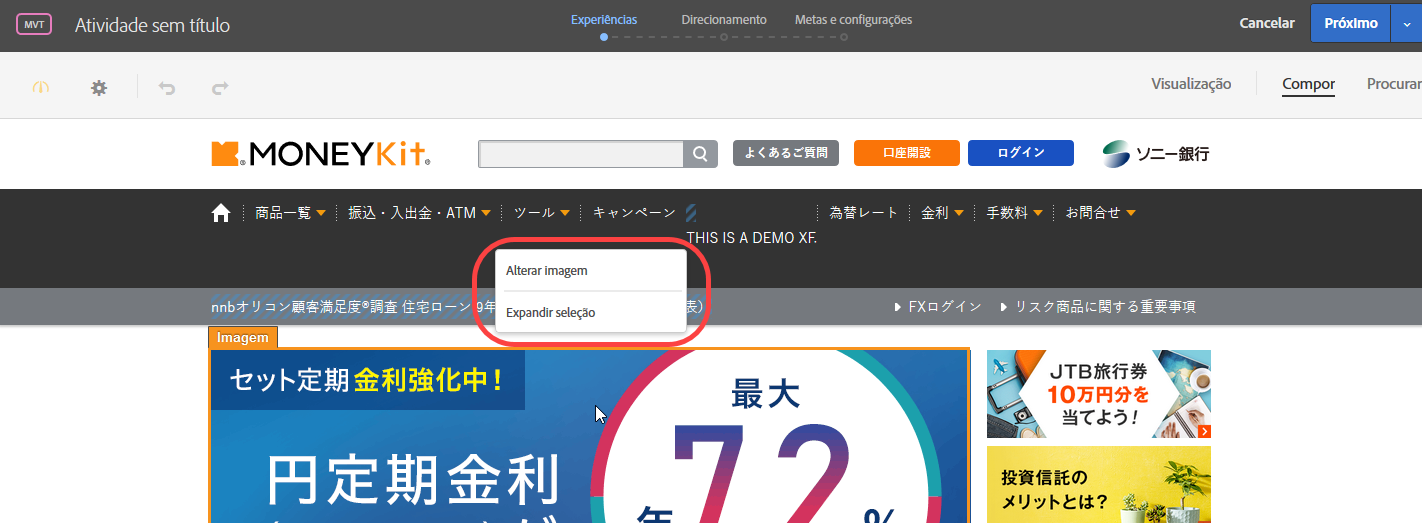 MVT
Atividade sem título
Experiências
Direcionamento
Metas e configurações
Cancelar
Próximo
Visualização
Compor
Procurar
MONEYKit
よくあるご質問
口座開設
ログイン
ソニー銀行
商品一覧
振込・入出金・ATM
ツール
キャンペーン
為替レート
金利
手数料
お問合せ
THIS IS A DEMO XF.
Alterar imagem
Expandir seleção
nnbオリコン顧客満足度®調査 住宅ローン 9年
表）
FXログイン
リスク商品に関する重要事項
Imagem
セット定期 金利強化中！
最大
円定期金利
7.2
年
%
JTB旅行券
10万円分を
当てよう！
投資信託の
メリットとは？